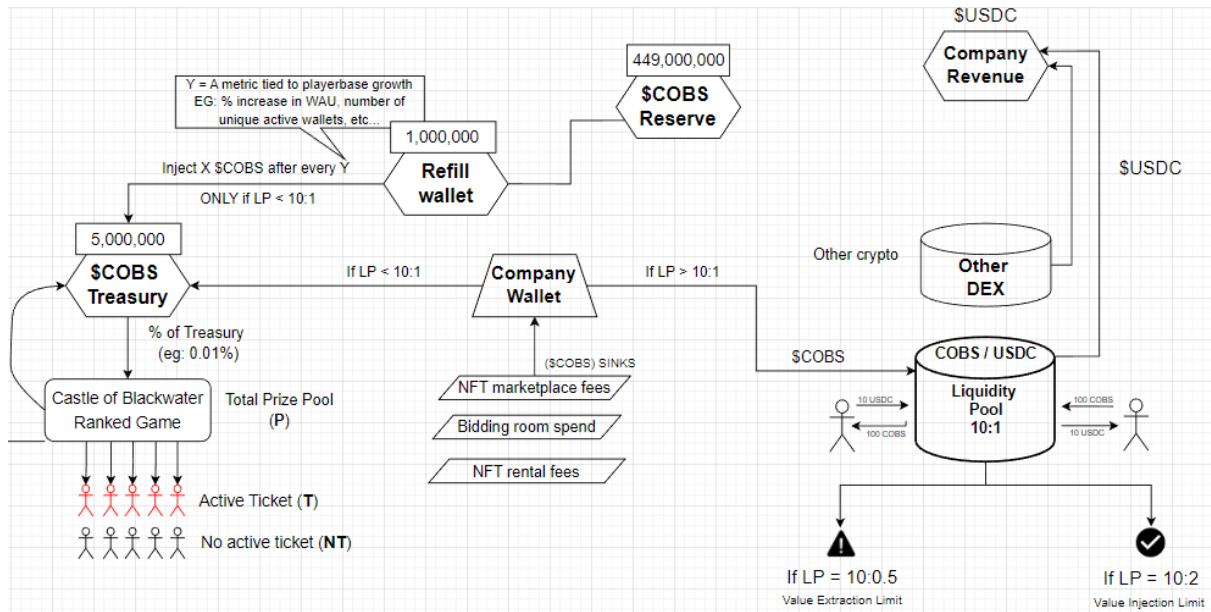 $USDC
Company
Revenue
449,000,000
$COBS
Reserve
Y = A metric tied to playerbase growth
EG: % increase in WAU, number of
unique active wallets, etc...
1,000,000
Refill
wallet
Inject X $COBS after every Y
ONLY if LP < 10:1
$USDC
5,000,000
$COBS
Treasury
If LP < 10:1
Company
Wallet
If LP > 10:1
Other crypto
Other
DEX
% of Treasury
(eg: 0.01%)
($COBS) SINKS
$COBS
COBS / USDC
Liquidity
Pool
10:1
Castle of Blackwater
Ranked Game
Total Prize Pool
(P)
NFT marketplace fees
Bidding room spend
NFT rental fees
10 USDC
100 COBS
100 COBS
10 USDC
Active Ticket (T)
No active ticket (NT)
If LP = 10:0.5
Value Extraction Limit
If LP = 10:2
Value Injection Limit